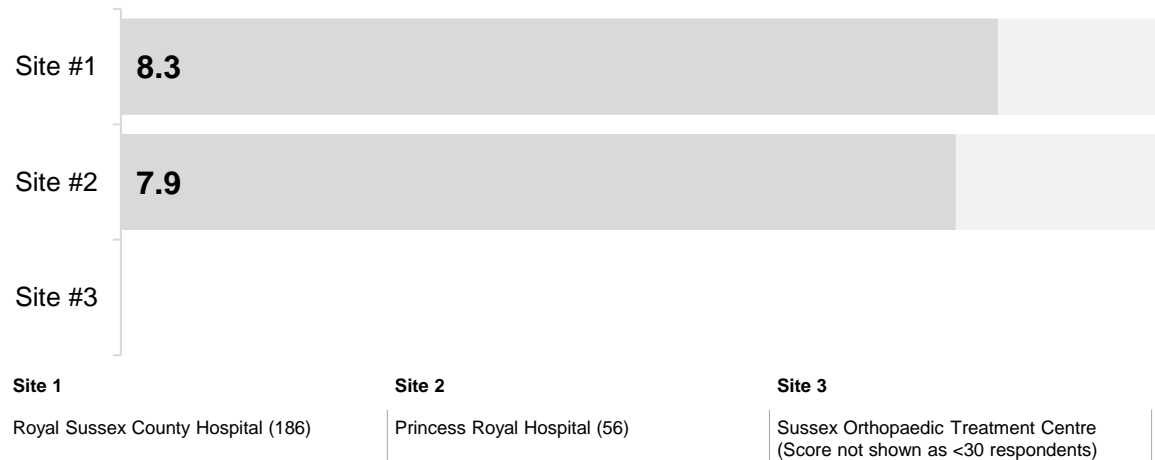 Site #1
8.3
Site #2
7.9
Site #3
Site 1
Royal Sussex County Hospital (186)
Site 2
Princess Royal Hospital (56)
Site 3
Sussex Orthopaedic Treatment Centre
(Score not shown as <30 respondents)